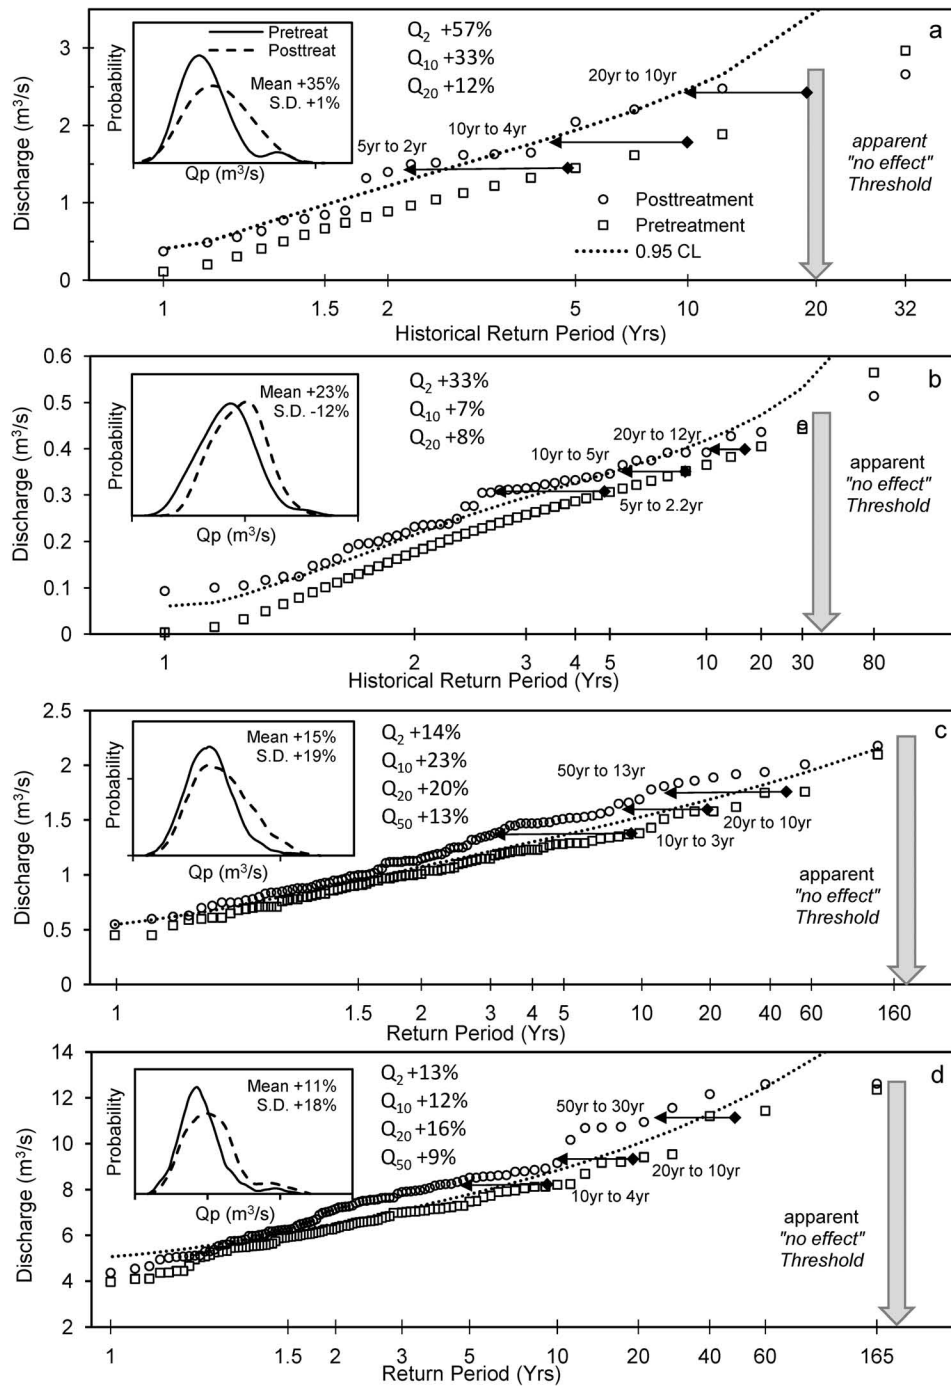 a
Pretreat
Posttreat
Mean +35%
S.D. +1%
Probability
Qp (m³/s)
Q₂ +57%
Q₁₀ +33%
Q₂₀ +12%
20yr to 10yr
10yr to 4yr
5yr to 2yr
apparent
"no effect"
Threshold
Posttreatment
Pretreatment
0.95 CL
Discharge (m³/s)
3
2
1
0
1 1.5 2 5 10 20 32
Historical Return Period (Yrs)
b
Mean +23%
S.D. -12%
Probability
Qp (m³/s)
Q₂ +33%
Q₁₀ +7%
Q₂₀ +8%
20yr to 12yr
10yr to 5yr
5yr to 2.2yr
apparent
"no effect"
Threshold
Discharge (m³/s)
0.6
0.5
0.4
0.3
0.2
0.1
0
1 2 3 4 5 10 20 30 80
Historical Return Period (Yrs)
c
Mean +15%
S.D. +19%
Probability
Q₂ +14%
Q₁₀ +23%
Q₂₀ +20%
Q₅₀ +13%
50yr to 13yr
20yr to 10yr
10yr to 3yr
apparent
"no effect"
Threshold
Discharge (m³/s)
2.5
2
1.5
1
0.5
0
1 1.5 2 3 4 5 10 20 40 60 160
Return Period (Yrs)
d
Mean +11%
S.D. +18%
Probability
Qp (m³/s)
Q₂ +13%
Q₁₀ +12%
Q₂₀ +16%
Q₅₀ +9%
50yr to 30yr
20yr to 10yr
10yr to 4yr
apparent
"no effect"
Threshold
Discharge (m³/s)
14
12
10
8
6
4
2
1 1.5 2 3 5 10 20 40 60 165
Return Period (Yrs)